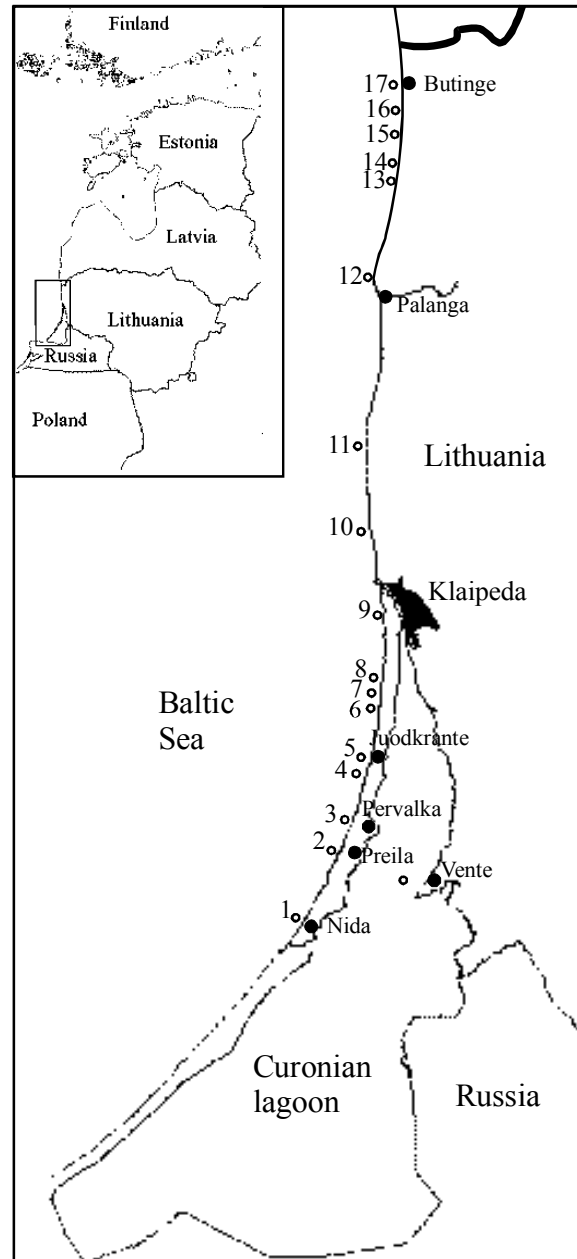 Finland
Estonia
Latvia
Lithuania
Russia
Poland
17
Butinge
16
15
14
13
12
Palanga
11
Lithuania
10
Klaipeda
9
8
7
6
Baltic
Sea
5
Juodkrante
4
3
Pervalka
2
Preila
Vente
1
Nida
Curonian
lagoon
Russia